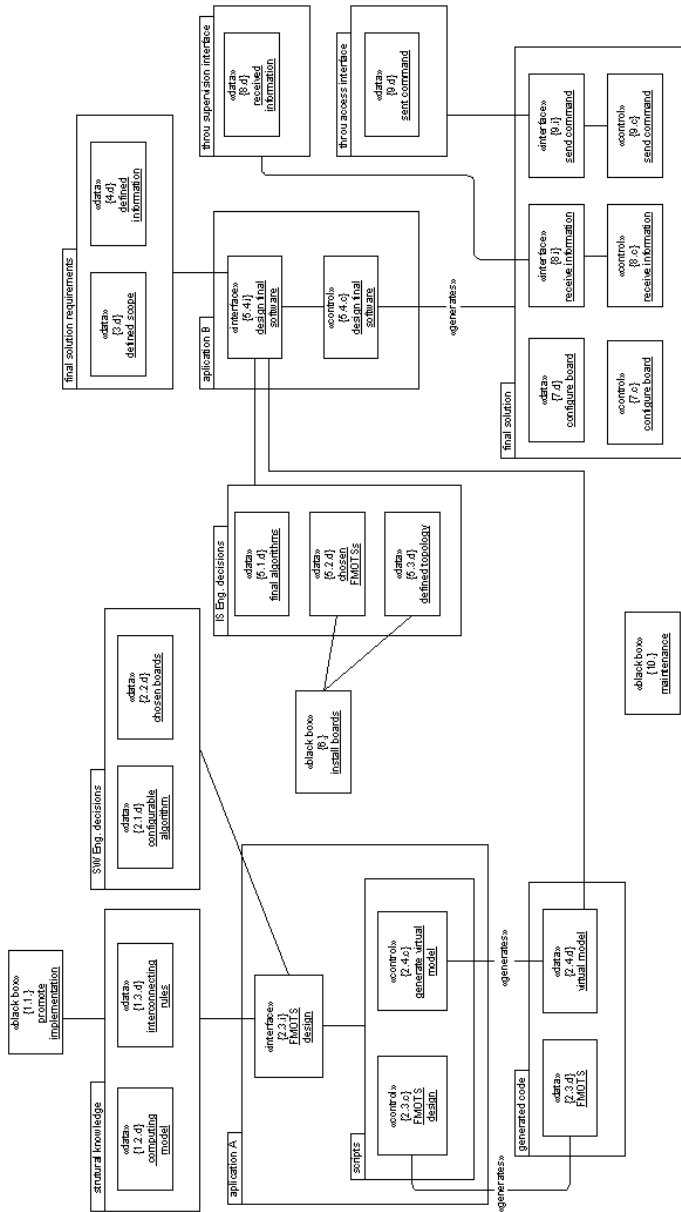 «black box»
{1.1.}
promote
implementation
strutural knowledge
«data»
{1.2.d}
computing
model
«data»
{1.3.d}
interconnecting
rules
SW Eng. decisions
«data»
{2.1.d}
configurable
algorithm
«data»
{2.2.d}
chosen boards
final solution requirements
«data»
{3.d}
defined scope
«data»
{4.d}
defined
information
aplication A
«interface»
{2.3.i}
FMOTS
design
scripts
«control»
{2.3.c}
FMOTS
design
«control»
{2.4.c}
generate virtual
model
«black box»
{6.}
install boards
IS Eng. decisions
«data»
{5.1.d}
final algorithms
«data»
{5.2.d}
chosen
FMOTSs
«data»
{5.3.d}
defined topology
aplication B
«interface»
{5.4.i}
design final
software
«control»
{5.4.c}
design final
software
throu supervision interface
«data»
{8.d}
received
information
throu access interface
«data»
{9.d}
sent command
«generates»
«generates»
«generates»
generated code
«data»
{2.3.d}
FMOTS
«data»
{2.4.d}
virtual model
«black box»
{10.}
maintenance
final solution
«data»
{7.d}
configure board
«interface»
{8.i}
receive information
«interface»
{9.i}
send command
«control»
{7.c}
configure board
«control»
{8.c}
receive information
«control»
{9.c}
send command